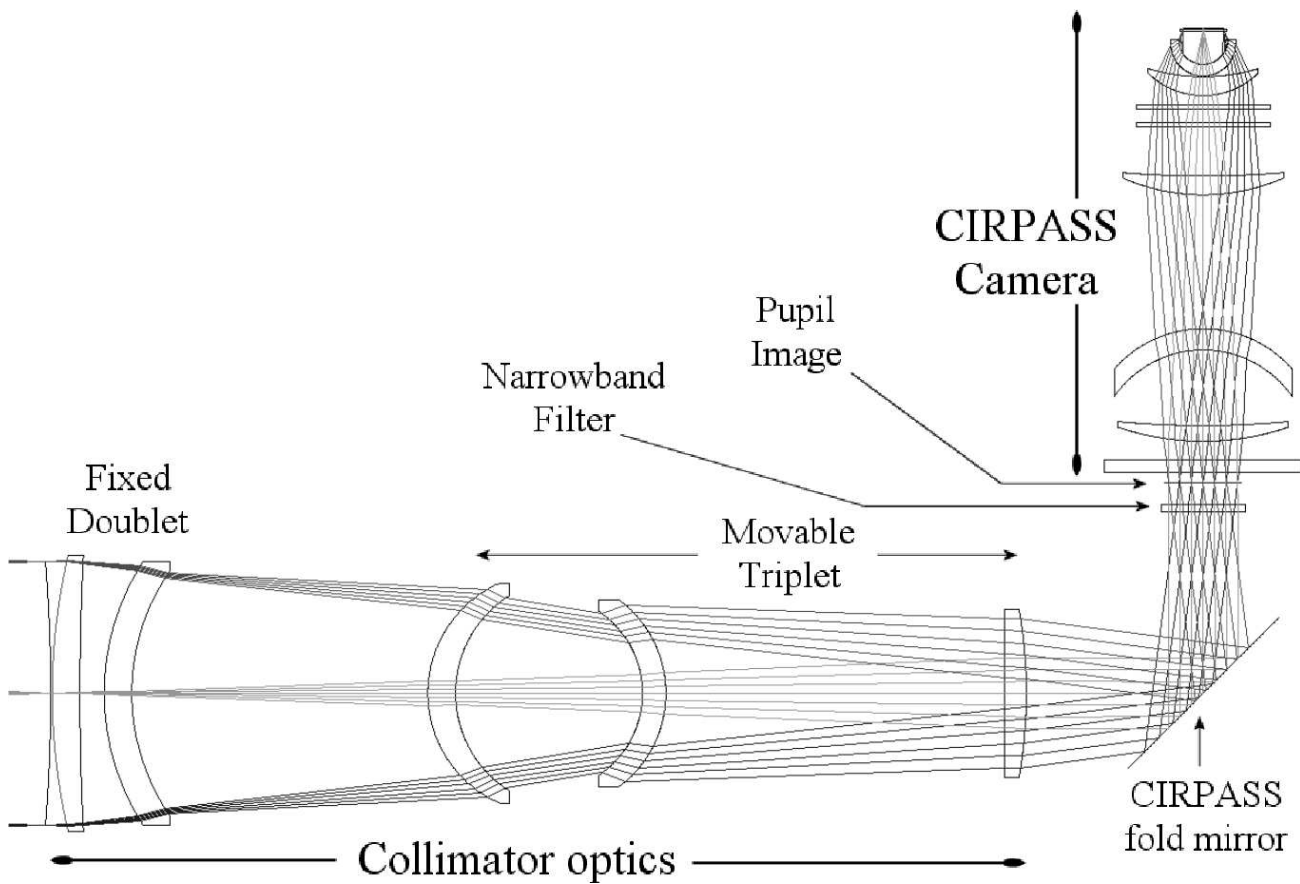 CIRPASS
Camera
Pupil
Image
Narrowband
Filter
Fixed
Doublet
Movable
Triplet
CIRPASS
fold mirror
Collimator optics